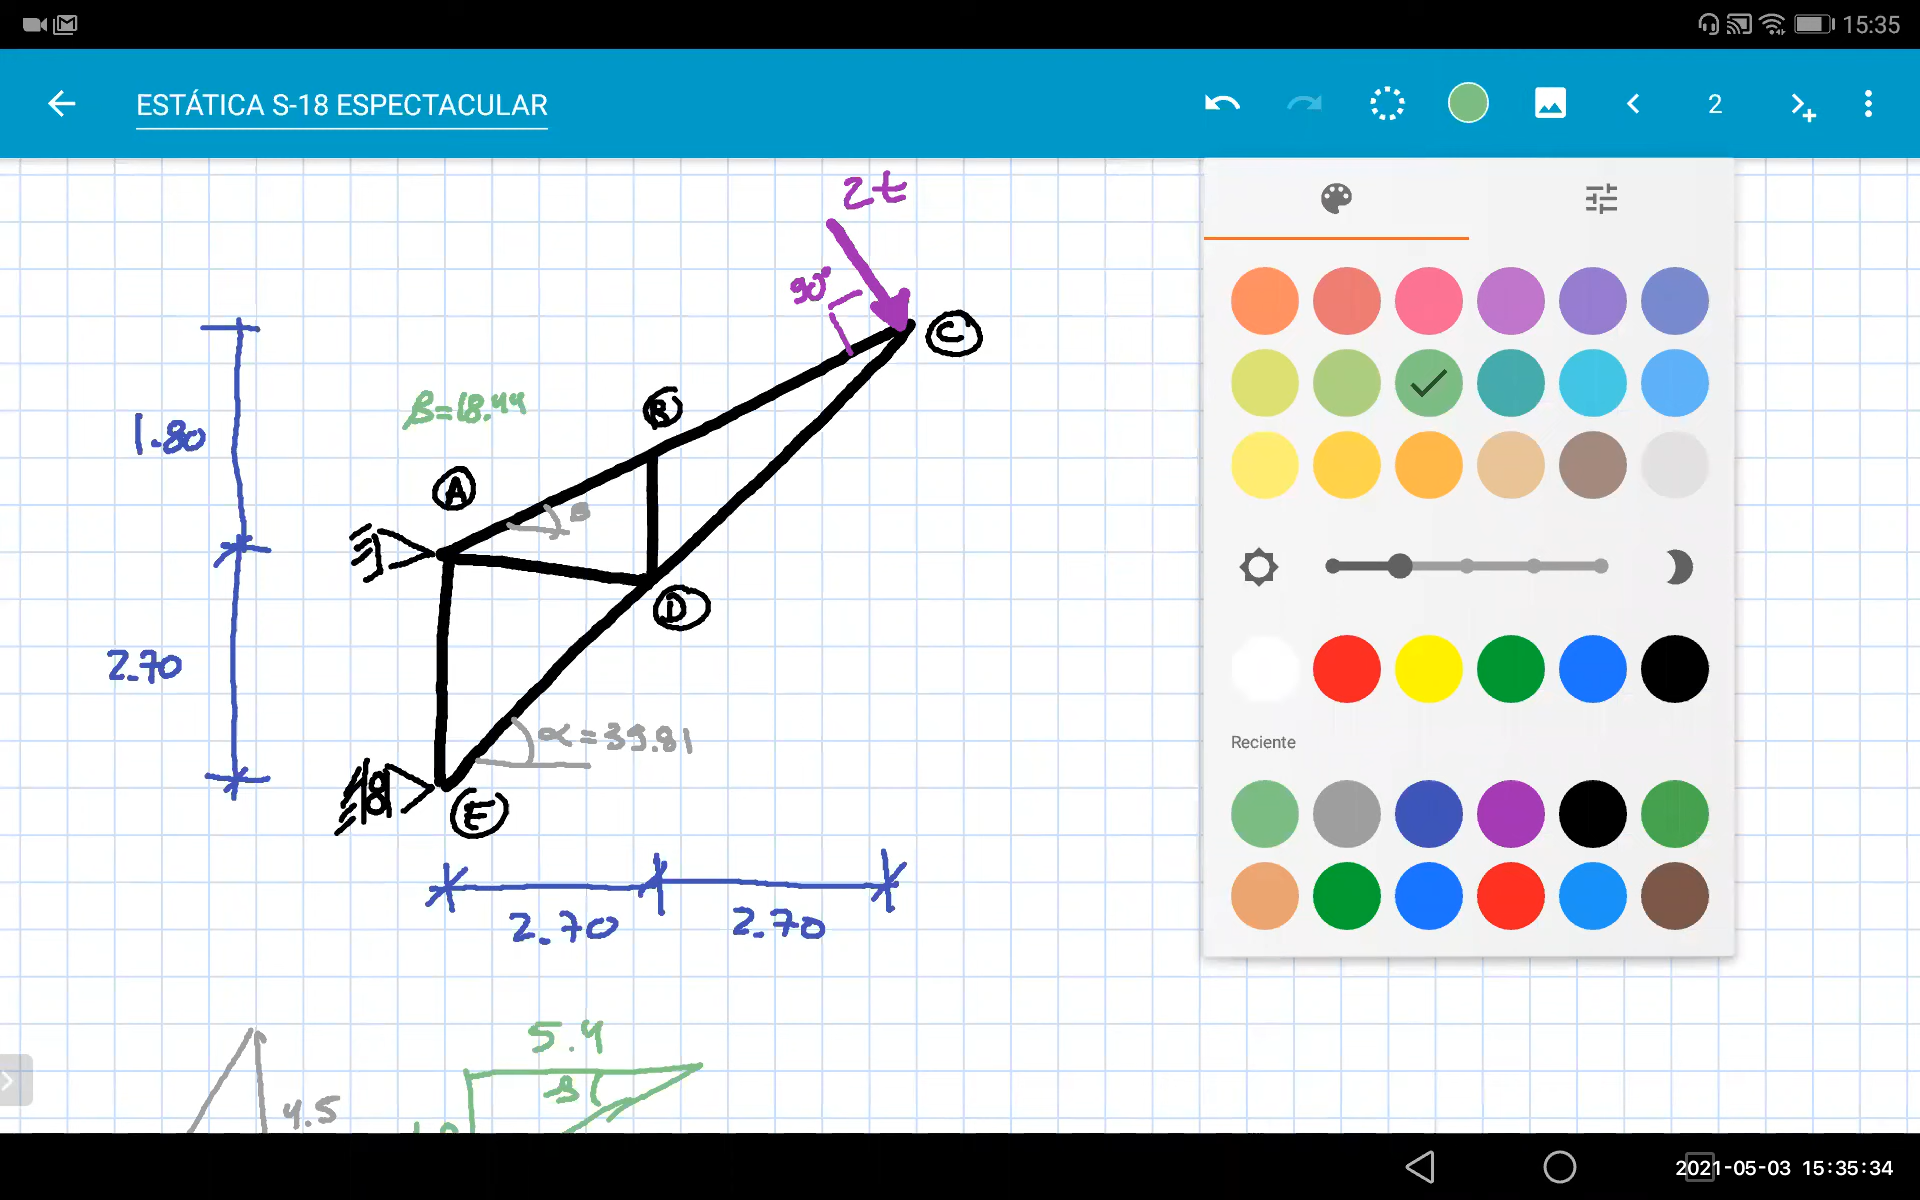 15:35
ESTÁTICA S-18 ESPECTACULAR
2
2t
90°
C
β=18.44
B
1.80
A
β
D
2.70
α=39.81
E
2.70
2.70
Reciente
5.4
β
4.5
2021-05-03 15:35:34